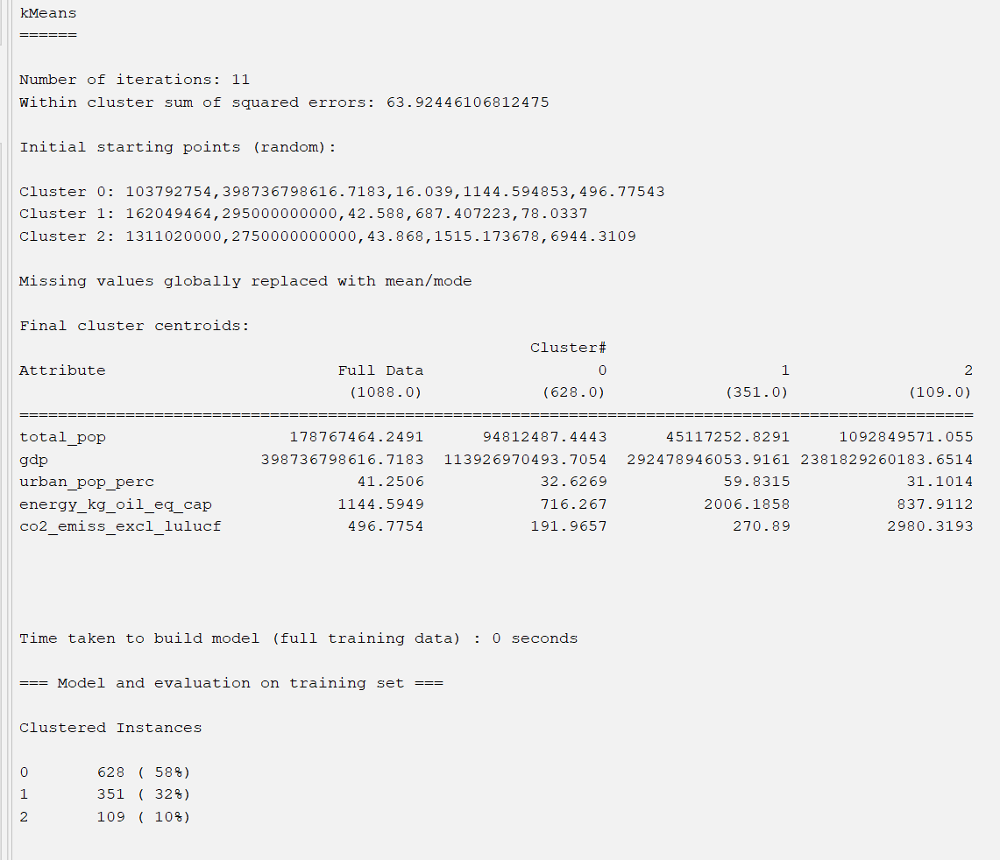 kMeans
======
Number of iterations: 11
Within cluster sum of squared errors: 63.92446106812475
Initial starting points (random):
Cluster 0: 103792754,398736798616.7183,16.039,1144.594853,496.77543
Cluster 1: 162049464,295000000000,42.588,687.407223,78.0337
Cluster 2: 1311020000,2750000000000,43.868,1515.173678,6944.3109
Missing values globally replaced with mean/mode
Final cluster centroids:
Cluster#
Attribute Full Data 0 1 2
(1088.0) (628.0) (351.0) (109.0)
=======================================================================================================
total_pop 178767464.2491 94812487.4443 45117252.8291 1092849571.055
gdp 398736798616.7183 113926970493.7054 292478946053.9161 2381829260183.6514
urban_pop_perc 41.2506 32.6269 59.8315 31.1014
energy_kg_oil_eq_cap 1144.5949 716.267 2006.1858 837.9112
co2_emiss_excl_lulucf 496.7754 191.9657 270.89 2980.3193
Time taken to build model (full training data) : 0 seconds
=== Model and evaluation on training set ===
Clustered Instances
0 628 ( 58%)
1 351 ( 32%)
2 109 ( 10%)